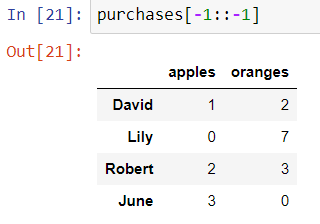 In [21]: purchases[-1::-1]
Out[21]:
apples oranges
David 1 2
Lily 0 7
Robert 2 3
June 3 0